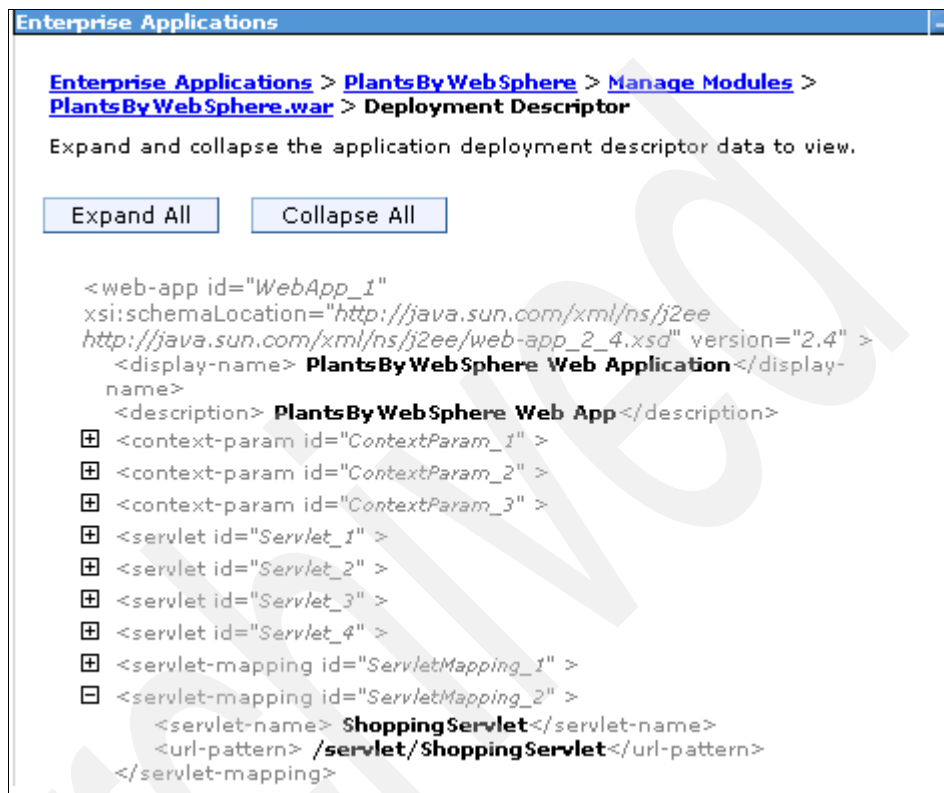 Enterprise Applications
Enterprise Applications > PlantsByWebSphere > Manage Modules >
PlantsByWebSphere.war > Deployment Descriptor
Expand and collapse the application deployment descriptor data to view.
Expand All Collapse All
<web-app id="WebApp_1"
xsi:schemaLocation="http://java.sun.com/xml/ns/j2ee
http://java.sun.com/xml/ns/j2ee/web-app_2_4.xsd" version="2.4" >
<display-name> PlantsByWebSphere Web Application</display-
name>
<description> PlantsByWebSphere Web App</description>
<context-param id="ContextParam_1" >
<context-param id="ContextParam_2" >
<context-param id="ContextParam_3" >
<servlet id="Servlet_1" >
<servlet id="Servlet_2" >
<servlet id="Servlet_3" >
<servlet id="Servlet_4" >
<servlet-mapping id="ServletMapping_1" >
<servlet-mapping id="ServletMapping_2" >
<servlet-name> ShoppingServlet</servlet-name>
<url-pattern> /servlet/ShoppingServlet</url-pattern>
</servlet-mapping>